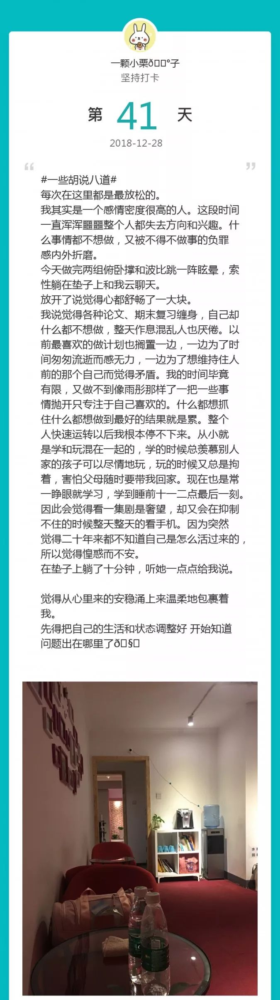 一颗小栗ð°子
坚持打卡
第 41 天
2018-12-28
“ ”
#一些胡说八道#
每次在这里都是最放松的。
我其实是一个感情密度很高的人。这段时间
一直浑浑噩噩整个人都失去方向和兴趣。什
么事情都不想做，又被不得不做事的负罪
感内外折磨。
今天做完两组俯卧撑和波比跳一阵眩晕，索
性躺在垫子上和我云聊天。
放开了说觉得心都舒畅了一大块。
我说觉得各种论文、期末复习缠身，自己却
什么都不想做，整天作息混乱人也厌倦。以
前最喜欢的做计划也搁置一边，一边为了时
间匆匆流逝而感无力，一边为了想维持住人
前的那个自己而觉得矛盾。我的时间毕竟
有限，又做不到像雨彤那样了一把一些事
情抛开只专注于自己喜欢的。什么都想抓
住什么都想做到最好的结果就是累。整个
人快速运转以后我根本停不下来。从小就
是学和玩混在一起的，学的时候总羡慕别人
家的孩子可以尽情地玩，玩的时候又总是拘
着，害怕父母随时要带我回家。现在也是常
一睁眼就学习，学到睡前十一二点最后一刻。
因此会觉得看一集剧是奢望，却又会在抑制
不住的时候整天整天的看手机。因为突然
觉得二十年来都不知道自己是怎么活过来的，
所以觉得惶惑而不安。
在垫子上躺了十分钟，听她一点点给我说。
觉得从心里来的安稳涌上来温柔地包裹着
我。
先得把自己的生活和状态调整好 开始知道
问题出在哪里了ð§